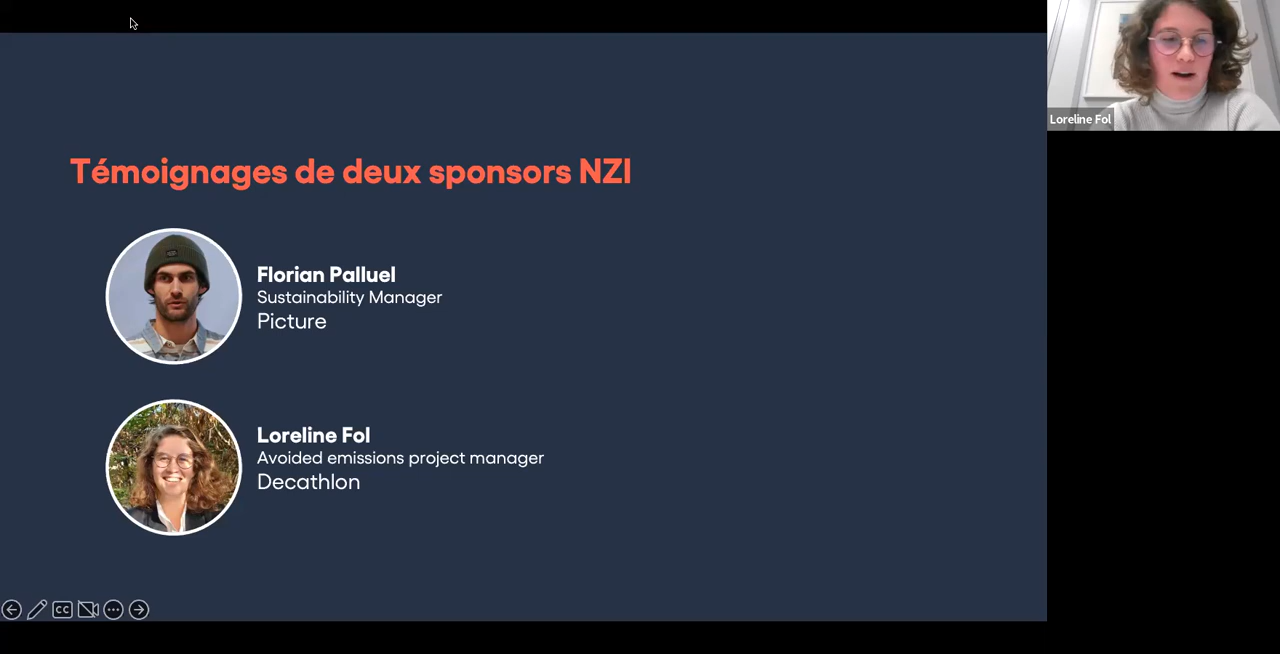 Témoignages de deux sponsors NZI
Florian Palluel
Sustainability Manager
Picture
Loreline Fol
Avoided emissions project manager
Decathlon
CC
Loreline Fol